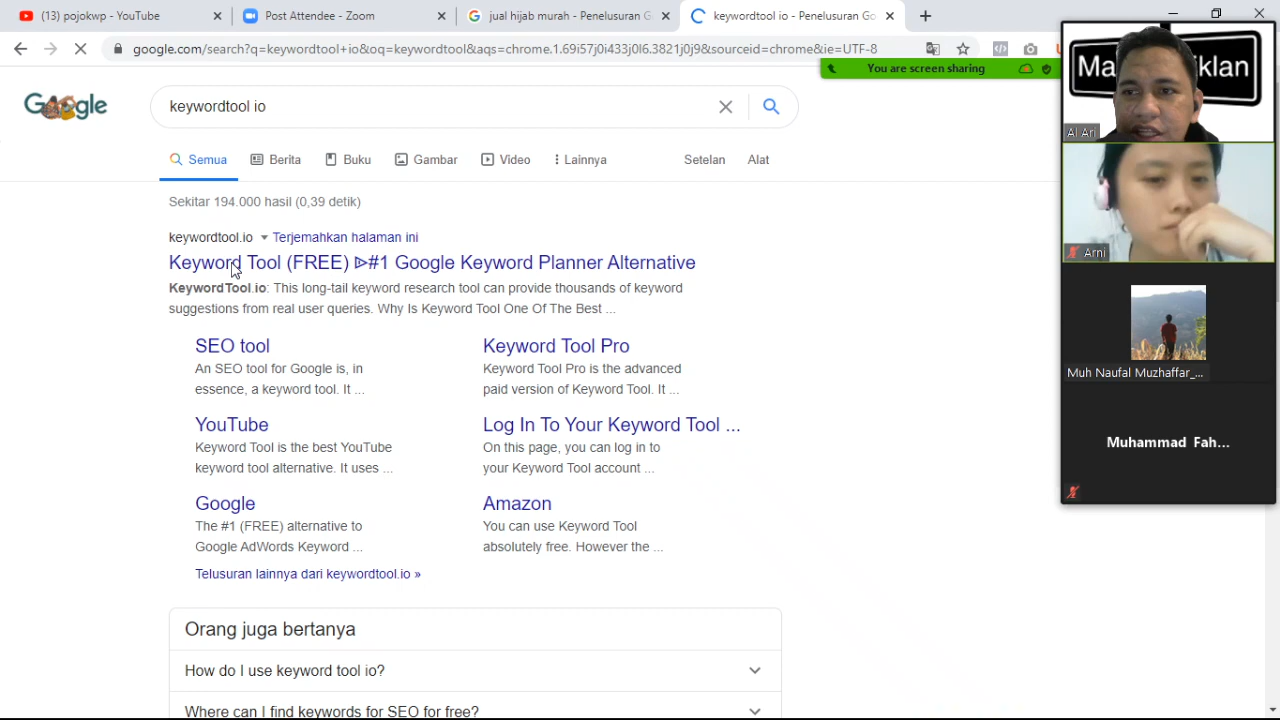 (13) pojokwp - YouTube
Post Attendee - Zoom
jual hijab murah - Penelusuran G
keywordtool io - Penelusuran Go
google.com/search?q=keywordtool+io&oq=keywordtool&aqs=chrome.1.69i57j0i433j0l6.3821j0j9&sourceid=chrome&ie=UTF-8
You are screen sharing
Google
keywordtool io
Semua
Berita
Buku
Gambar
Video
Lainnya
Setelan
Alat
Sekitar 194.000 hasil (0,39 detik)
keywordtool.io
Terjemahkan halaman ini
Keyword Tool (FREE) ᐈ#1 Google Keyword Planner Alternative
KeywordTool.io: This long-tail keyword research tool can provide thousands of keyword
suggestions from real user queries. Why Is Keyword Tool One Of The Best ...
SEO tool
An SEO tool for Google is, in
essence, a keyword tool. It ...
Keyword Tool Pro
Keyword Tool Pro is the advanced
paid version of Keyword Tool. It ...
YouTube
Keyword Tool is the best YouTube
keyword tool alternative. It uses ...
Log In To Your Keyword Tool ...
On this page, you can log in to
your Keyword Tool account ...
Google
The #1 (FREE) alternative to
Google AdWords Keyword ...
Amazon
You can use Keyword Tool
absolutely free. However the ...
Telusuran lainnya dari keywordtool.io »
Orang juga bertanya
How do I use keyword tool io?
Where can I find keywords for SEO for free?
Ma
klan
Al Ari
Arni
Muh Naufal Muzhaffar_...
Muhammad Fah...